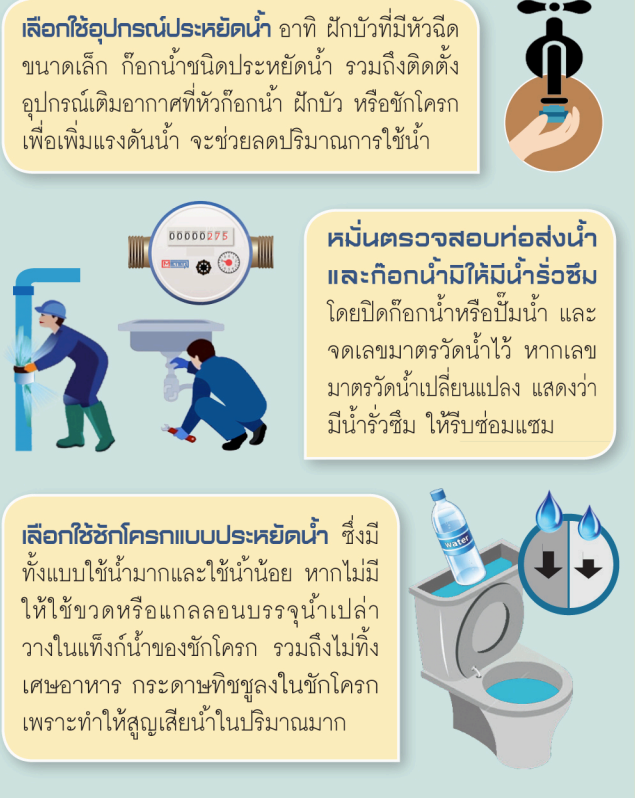 เลือกใช้อุปกรณ์ประหยัดน้ำ อาทิ ฝักบัวที่มีหัวฉีด
ขนาดเล็ก ก๊อกน้ำชนิดประหยัดน้ำ รวมถึงติดตั้ง
อุปกรณ์เติมอากาศที่หัวก๊อกน้ำ ฝักบัว หรือชักโครก
เพื่อเพิ่มแรงดันน้ำ จะช่วยลดปริมาณการใช้น้ำ
00000275
หมั่นตรวจสอบท่อส่งน้ำ
และก๊อกน้ำมิให้มีน้ำรั่วซึม
โดยปิดก๊อกน้ำหรือปั๊มน้ำ และ
จดเลขมาตรวัดน้ำไว้ หากเลข
มาตรวัดน้ำเปลี่ยนแปลง แสดงว่า
มีน้ำรั่วซึม ให้รีบซ่อมแซม
เลือกใช้ชักโครกแบบประหยัดน้ำ ซึ่งมี
ทั้งแบบใช้น้ำมากและใช้น้ำน้อย หากไม่มี
ให้ใช้ขวดหรือแกลลอนบรรจุน้ำเปล่า
วางในแท็งก์น้ำของชักโครก รวมถึงไม่ทิ้ง
เศษอาหาร กระดาษทิชชูลงในชักโครก
เพราะทำให้สูญเสียน้ำในปริมาณมาก
water